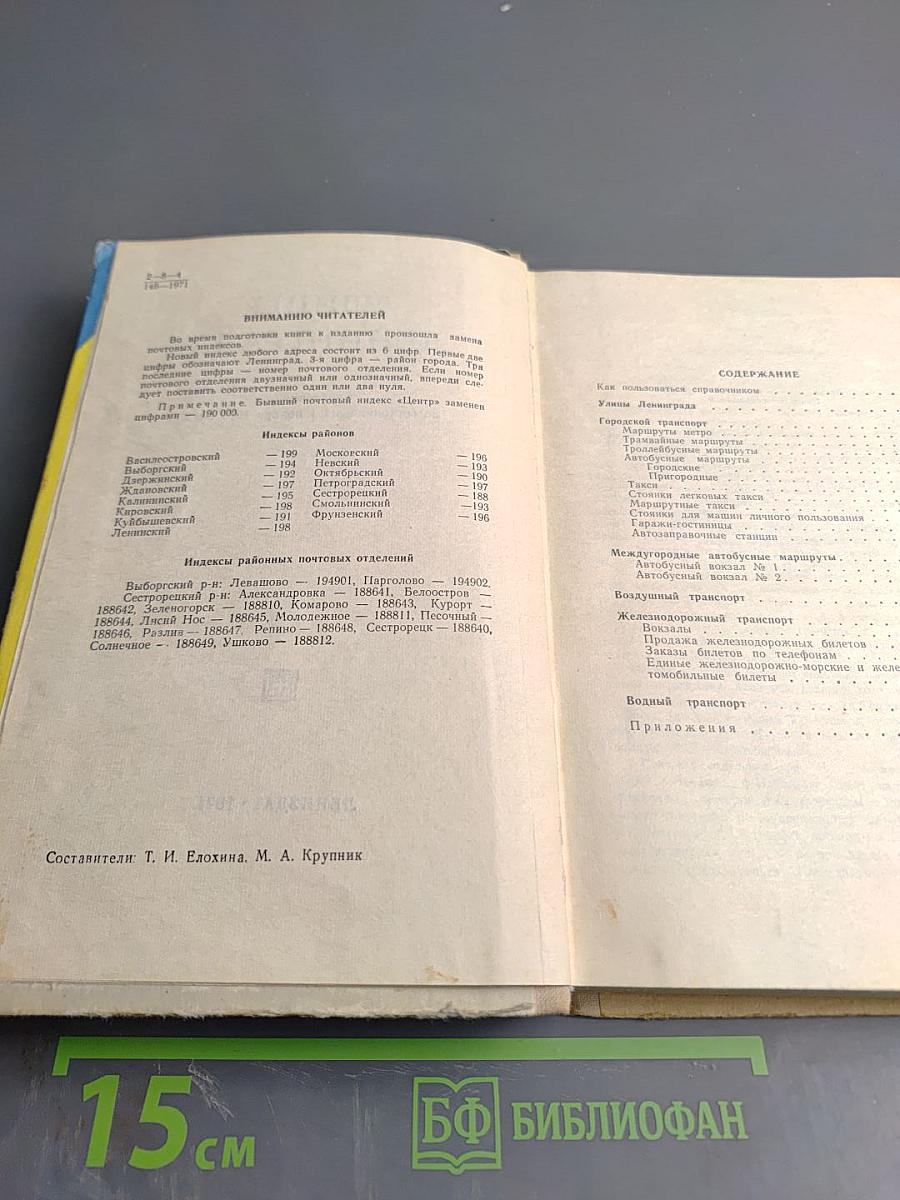 2—8—4
148—1971
ВНИМАНИЮ ЧИТАТЕЛЕЙ
Во время подготовки книги к изданию произошла замена
почтовых индексов.
Новый индекс любого адреса состоит из 6 цифр. Первые две
цифры обозначают Ленинград. 3-я цифра — район города. Три
последние цифры — номер почтового отделения. Если номер
почтового отделения двузначный или однозначный, впереди сле-
дует поставить соответственно один или два нуля.
Примечание. Бывший почтовый индекс «Центр» заменен
цифрами — 190 000.
Индексы районов
Василеостровский — 199
Выборгский — 194
Дзержинский — 192
Ждановский — 197
Калининский — 195
Кировский — 198
Куйбышевский — 191
Ленинский — 198
Московский — 196
Невский — 193
Октябрьский — 190
Петроградский — 197
Сестрорецкий — 188
Смольнинский —193
Фрунзенский — 196
Индексы районных почтовых отделений
Выборгский р-н: Левашово — 194901, Парголово — 194902.
Сестрорецкий р-н: Александровка — 188641, Белоостров —
188642, Зеленогорск — 188810, Комарово — 188643, Курорт —
188644, Лисий Нос — 188645, Молодежное — 188811, Песочный —
188646, Разлив — 188647, Репино — 188648, Сестрорецк — 188640,
Солнечное — 188649, Ушково — 188812.
Составители: Т. И. Елохина, М. А. Крупник
СОДЕРЖАНИЕ
Как пользоваться справочником
Улицы Ленинграда
Городской транспорт
Маршруты метро
Трамвайные маршруты
Троллейбусные маршруты
Автобусные маршруты
Городские
Пригородные
Такси
Стоянки легковых такси
Маршрутные такси
Стоянки для машин личного пользования
Гаражи-гостиницы
Автозаправочные станции
Междугородные автобусные маршруты
Автобусный вокзал № 1
Автобусный вокзал № 2
Воздушный транспорт
Железнодорожный транспорт
Вокзалы
Продажа железнодорожных билетов
Заказы билетов по телефонам
Единые железнодорожно-морские и желе
томобильные билеты
Водный транспорт
Приложения
15 см
БФ БИБЛИОФАН